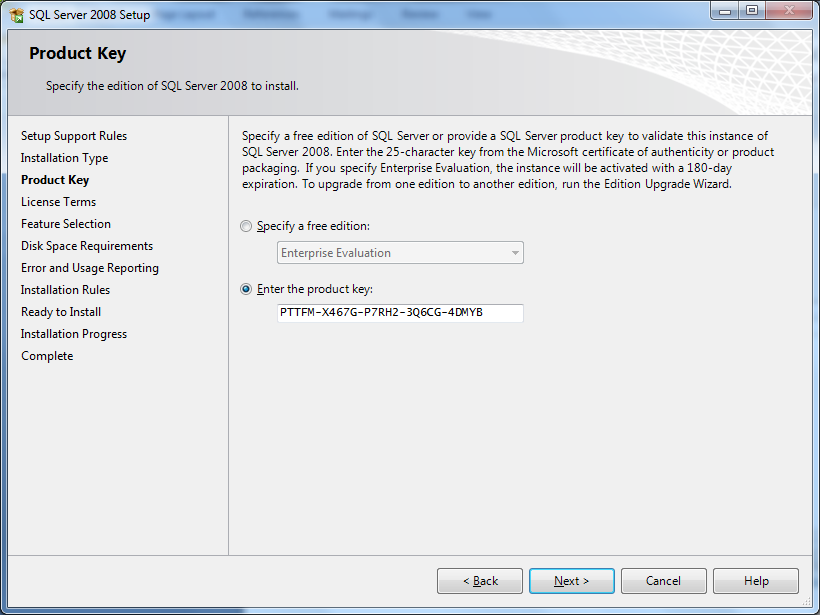 SQL Server 2008 Setup
Product Key
Specify the edition of SQL Server 2008 to install.
Setup Support Rules
Installation Type
Product Key
License Terms
Feature Selection
Disk Space Requirements
Error and Usage Reporting
Installation Rules
Ready to Install
Installation Progress
Complete
Specify a free edition of SQL Server or provide a SQL Server product key to validate this instance of
SQL Server 2008. Enter the 25-character key from the Microsoft certificate of authenticity or product
packaging. If you specify Enterprise Evaluation, the instance will be activated with a 180-day
expiration. To upgrade from one edition to another edition, run the Edition Upgrade Wizard.
Specify a free edition:
Enterprise Evaluation
Enter the product key:
PTTFM-X467G-P7RH2-3Q6CG-4DMYB
< Back
Next >
Cancel
Help